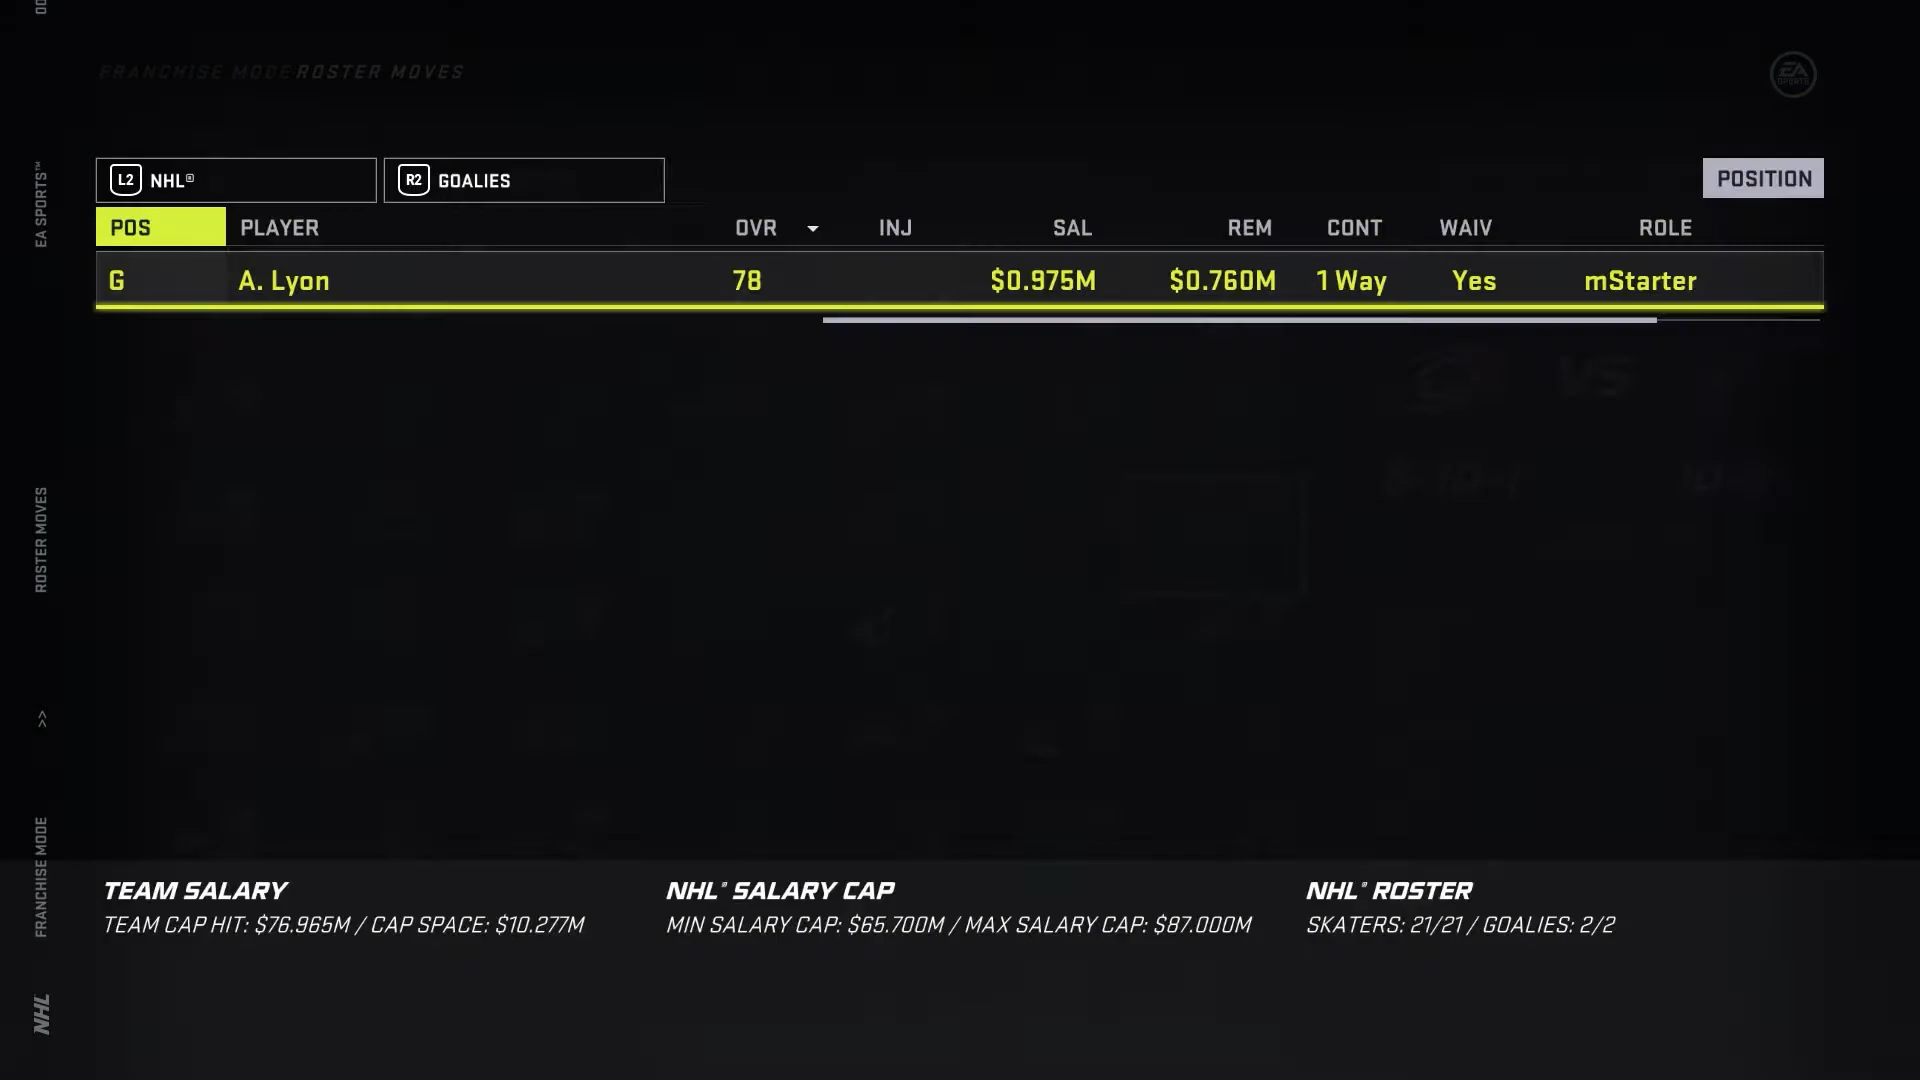 FRANCHISE MODE ROSTER MOVES
EA SPORTS
L2 NHL® R2 GOALIES
POSITION
POS PLAYER OVR INJ SAL REM CONT WAIV ROLE
G A. Lyon 78 $0.975M $0.760M 1 Way Yes mStarter
VS
TEAM SALARY
TEAM CAP HIT: $76.965M / CAP SPACE: $10.277M
NHL® SALARY CAP
MIN SALARY CAP: $65.700M / MAX SALARY CAP: $87.000M
NHL® ROSTER
SKATERS: 21/21 / GOALIES: 2/2
EA SPORTS™
ROSTER MOVES
>>
FRANCHISE MODE
NHL